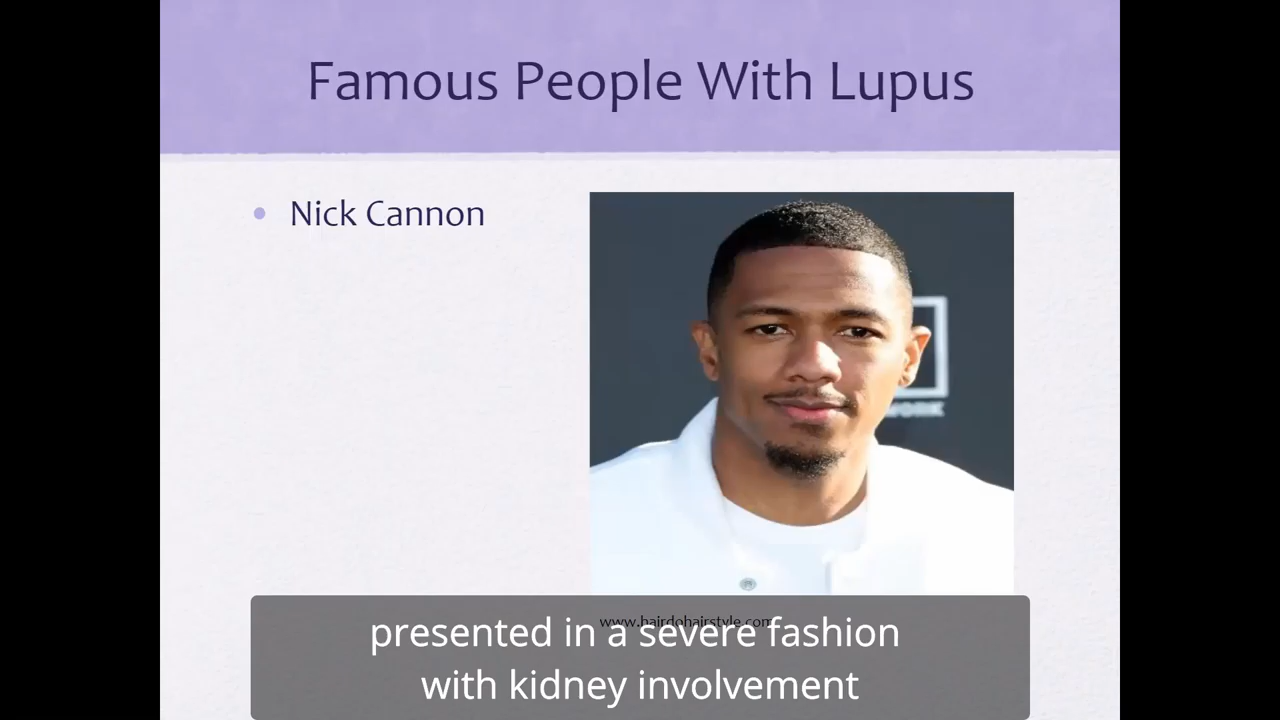 Famous People With Lupus
• Nick Cannon
www.hairdohairstyle.com
presented in a severe fashion
with kidney involvement